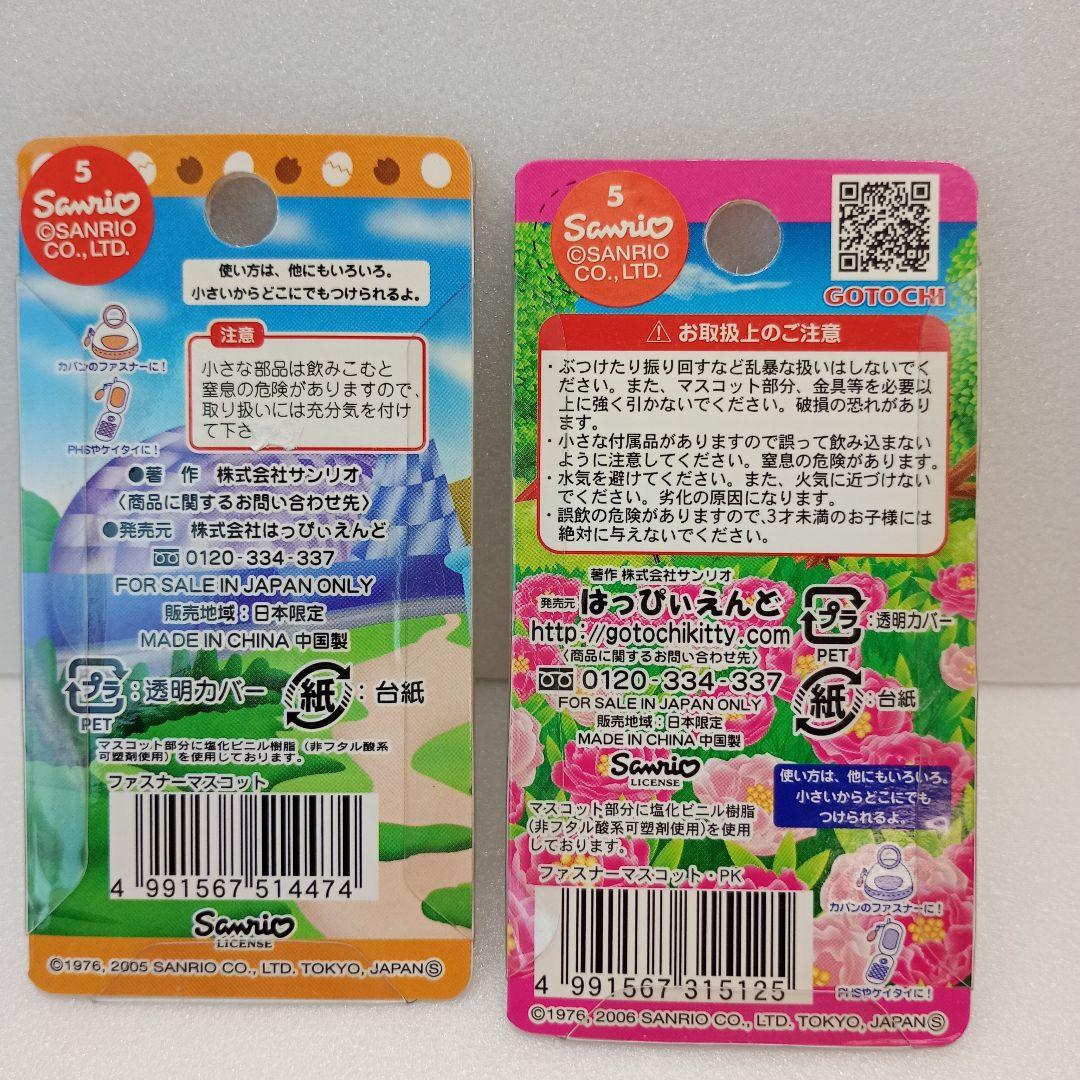 5
Sanrio
©SANRIO
CO., LTD.
使い方は、他にもいろいろ。
小さいからどこにでもつけられるよ。
カバンのファスナーに!
PHSやケイタイに!
注意
小さな部品は飲みこむと
窒息の危険がありますので、
取り扱いには充分気を付け
て下さ
●著 作 株式会社サンリオ
〈商品に関するお問い合わせ先〉
●発売元 株式会社はっぴぃえんど
0120-334-337
FOR SALE IN JAPAN ONLY
販売地域:日本限定
MADE IN CHINA 中国製
プラ:透明カバー
PET
紙:台紙
マスコット部分に塩化ビニル樹脂(非フタル酸系
可塑剤使用)を使用しております。
ファスナーマスコット
4 991567 514474
Sanrio
LICENSE
©1976, 2005 SANRIO CO., LTD. TOKYO, JAPAN Ⓢ
5
Sanrio
©SANRIO
CO., LTD.
GOTOCHI
⚠ お取扱上のご注意
・ぶつけたり振り回すなど乱暴な扱いはしないでく
ださい。また、マスコット部分、金具等を必要以
上に強く引かないでください。破損の恐れがあり
ます。
・小さな付属品がありますので誤って飲み込まない
ように注意してください。窒息の危険があります。
・水気を避けてください。また、火気に近づけない
でください。劣化の原因になります。
・誤飲の危険がありますので、3才未満のお子様には
絶対に与えないでください。
著作 株式会社サンリオ
発売元 はっぴぃえんど
http://gotochikitty.com
〈商品に関するお問い合わせ先〉
0120-334-337
FOR SALE IN JAPAN ONLY
販売地域:日本限定
MADE IN CHINA 中国製
プラ:透明カバー
PET
紙:台紙
Sanrio
LICENSE
マスコット部分に塩化ビニル樹脂
(非フタル酸系可塑剤使用)を使用
しております。
ファスナーマスコット・PK
4 991567 315125
使い方は、他にもいろいろ。
小さいからどこにでも
つけられるよ。
カバンのファスナーに!
PHSやケイタイに!
©1976, 2006 SANRIO CO., LTD. TOKYO, JAPAN Ⓢ